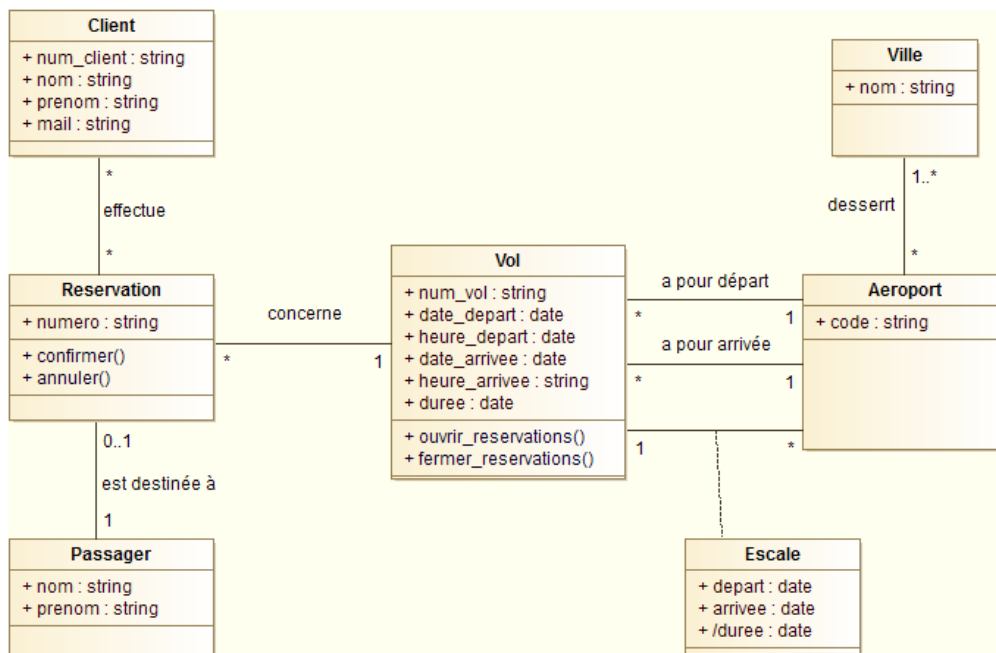 Client
+ num_client : string
+ nom : string
+ prenom : string
+ mail : string
Ville
+ nom : string
*
effectue
*
1..*
desserrt
*
Reservation
+ numero : string
+ confirmer()
+ annuler()
concerne
*
1
Vol
+ num_vol : string
+ date_depart : date
+ heure_depart : date
+ date_arrivee : date
+ heure_arrivee : string
+ duree : date
+ ouvrir_reservations()
+ fermer_reservations()
a pour départ
*
1
a pour arrivée
*
1
1
*
Aeroport
+ code : string
0..1
est destinée à
1
Passager
+ nom : string
+ prenom : string
Escale
+ depart : date
+ arrivee : date
+ /duree : date